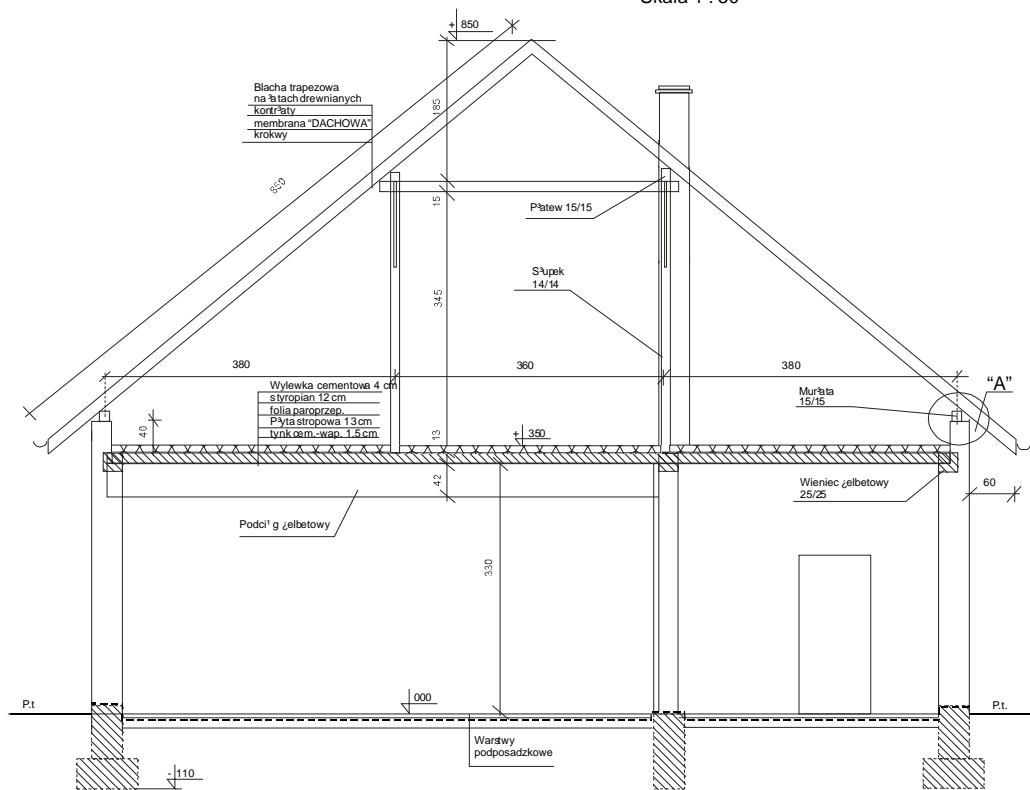 Skala 1 : 50
+ 850
Blacha trapezowa
na ³atach drewnianych
kontr³aty
membrana “DACHOWA”
krokwy
185
850
15
P³atew 15/15
S³upek
14/14
345
380
360
380
“A”
Mur³ata
15/15
Wylewka cementowa 4 cm
styropian 12 cm
folia paroprzep.
P³yta stropowa 13 cm
tynk cem.-wap. 1,5 cm
40
13
+ 350
42
Wieniec ¿elbetowy
25/25
60
Podci¹g ¿elbetowy
330
P.t
000
P.t.
Warstwy
podposadzkowe
- 110